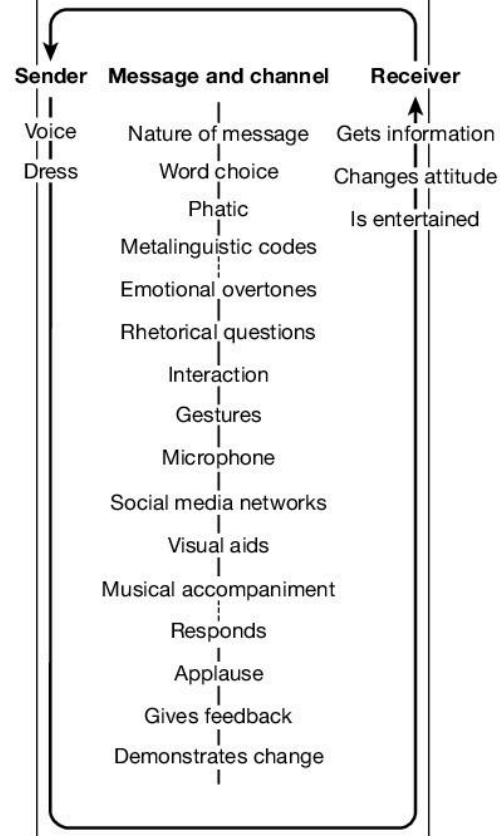 Sender Message and channel Receiver
Voice Nature of message Gets information
Dress Word choice Changes attitude
Phatic Is entertained
Metalinguistic codes
Emotional overtones
Rhetorical questions
Interaction
Gestures
Microphone
Social media networks
Visual aids
Musical accompaniment
Responds
Applause
Gives feedback
Demonstrates change